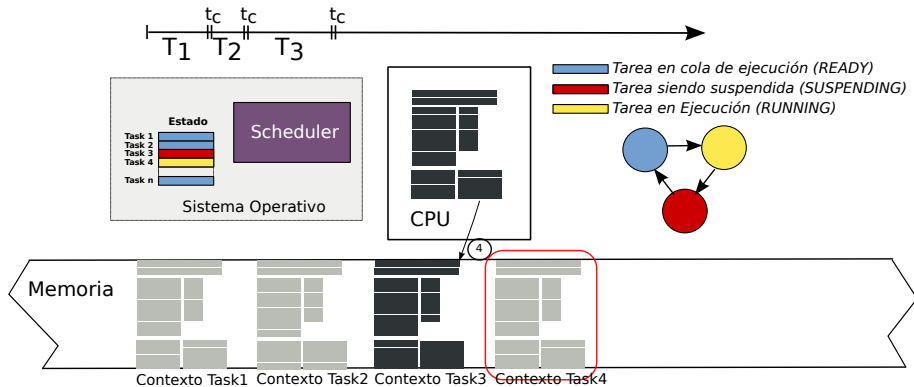 tc tc tc
T1 T2 T3
Tarea en cola de ejecución (READY)
Tarea siendo suspendida (SUSPENDING)
Tarea en Ejecución (RUNNING)
Estado
Task 1
Task 2
Task 3
Task 4
Task n
Scheduler
Sistema Operativo
CPU
4
Memoria
Contexto Task1
Contexto Task2
Contexto Task3
Contexto Task4